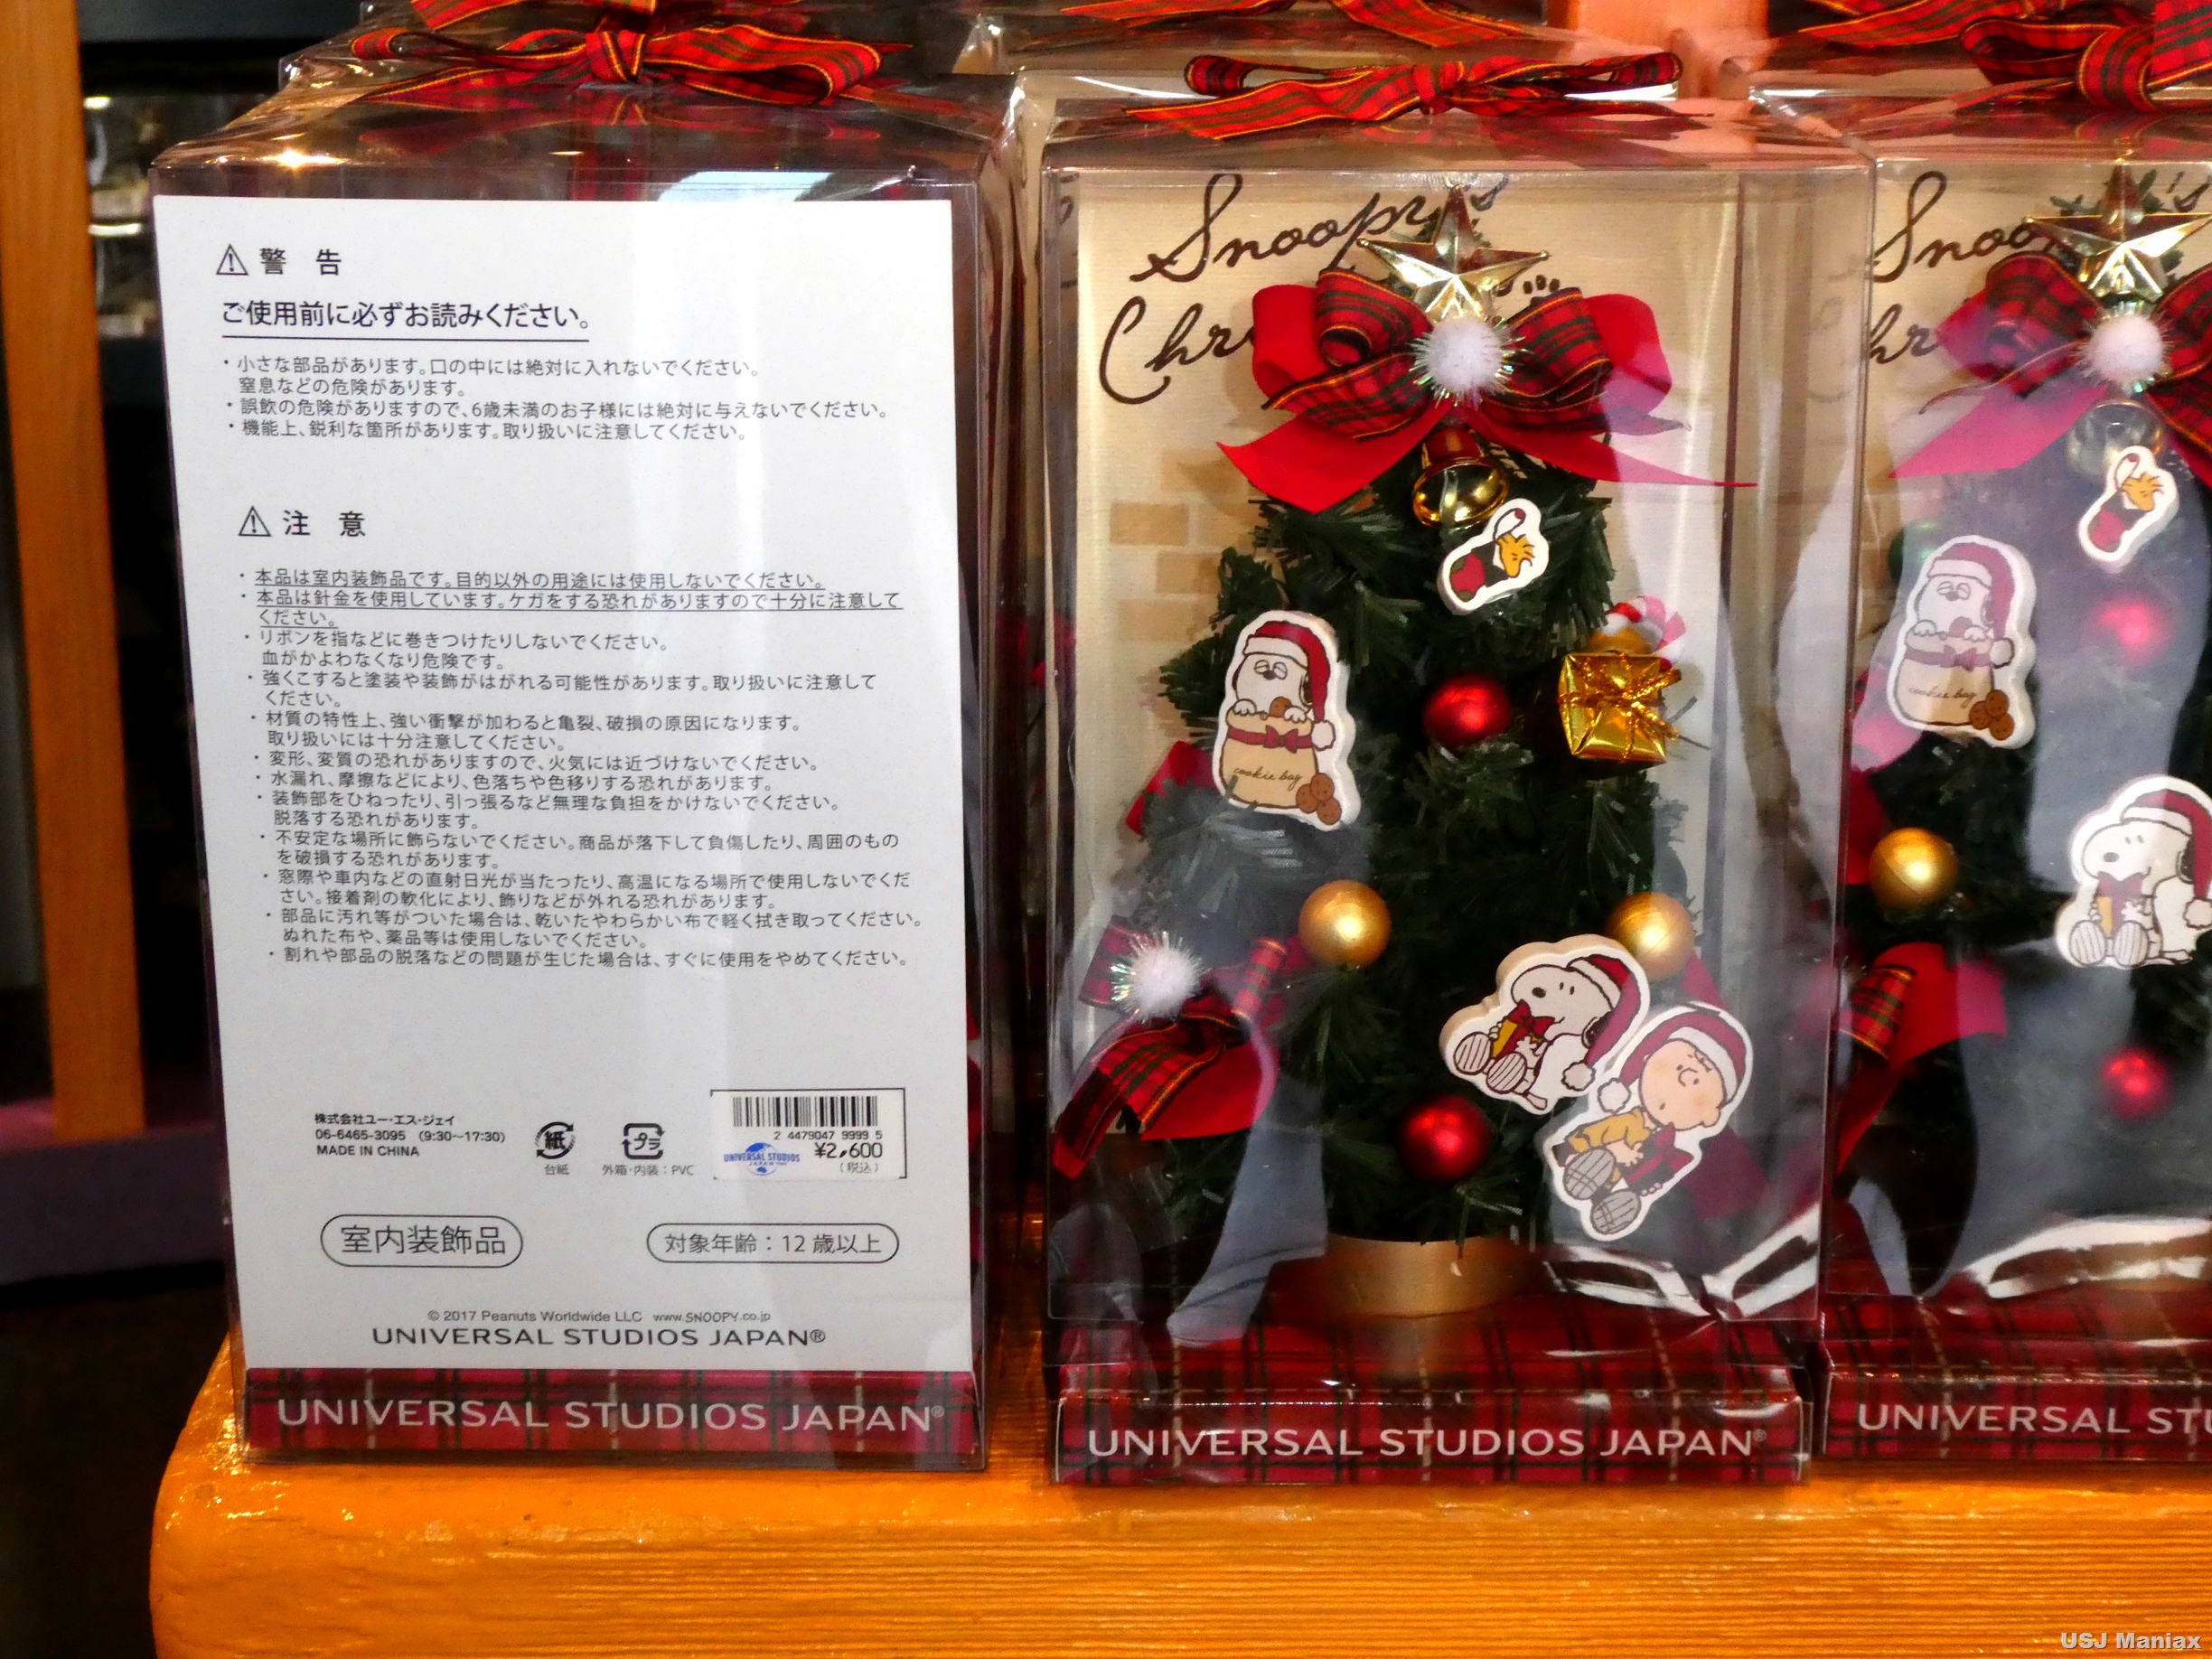 ⚠ 警 告
ご使用前に必ずお読みください。
・小さな部品があります。口の中には絶対に入れないでください。
窒息などの危険があります。
・誤飲の危険がありますので、6歳未満のお子様には絶対に与えないでください。
・機能上、鋭利な箇所があります。取り扱いに注意してください。
⚠ 注 意
・本品は室内装飾品です。目的以外の用途には使用しないでください。
・本品は針金を使用しています。ケガをする恐れがありますので十分に注意して
ください。
・リボンを指などに巻きつけたりしないでください。
血がかよわなくなり危険です。
・強くこすると塗装や装飾がはがれる可能性があります。取り扱いに注意して
ください。
・材質の特性上、強い衝撃が加わると亀裂、破損の原因になります。
取り扱いには十分注意してください。
・変形、変質の恐れがありますので、火気には近づけないでください。
・水漏れ、摩擦などにより、色落ちや色移りする恐れがあります。
・装飾部をひねったり、引っ張るなど無理な負担をかけないでください。
脱落する恐れがあります。
・不安定な場所に飾らないでください。商品が落下して負傷したり、周囲のもの
を破損する恐れがあります。
・窓際や車内などの直射日光が当たったり、高温になる場所で使用しないでくだ
さい。接着剤の軟化により、飾りなどが外れる恐れがあります。
・部品に汚れ等がついた場合は、乾いたやわらかい布で軽く拭き取ってください。
ぬれた布や、薬品等は使用しないでください。
・割れや部品の脱落などの問題が生じた場合は、すぐに使用をやめてください。
株式会社ユー・エス・ジェイ
06-6465-3095 (9:30～17:30)
MADE IN CHINA
紙
台紙
プラ
外箱・内装：PVC
2 4479047 9999 5
UNIVERSAL STUDIOS
JAPAN
¥2,600
(税込)
室内装飾品
対象年齢：12 歳以上
© 2017 Peanuts Worldwide LLC www.SNOOPY.co.jp
UNIVERSAL STUDIOS JAPAN®
UNIVERSAL STUDIOS JAPAN®
Snoopy's
Chr
cookie bag
UNIVERSAL STUDIOS JAPAN®
Snoo
hr
cookie bag
UNIVERSAL STU
USJ Maniax